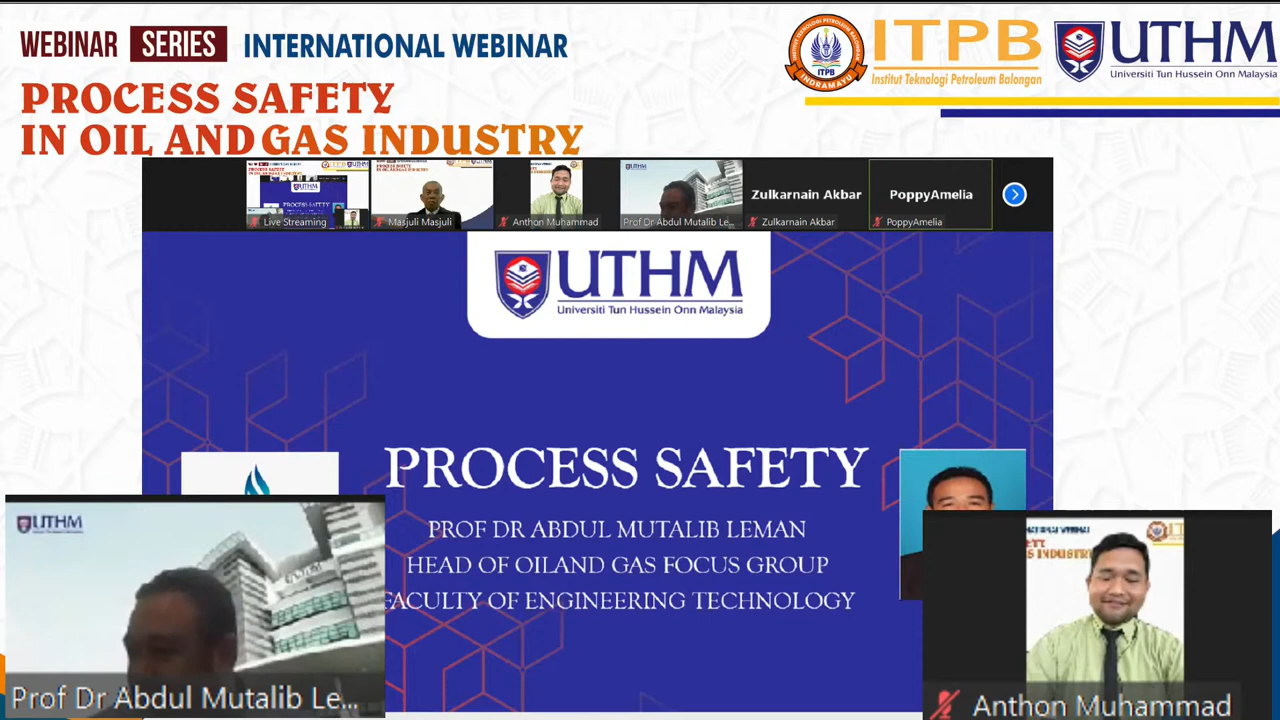 WEBINAR SERIES INTERNATIONAL WEBINAR
PROCESS SAFETY
IN OIL AND GAS INDUSTRY
ITPB
Institut Teknologi Petroleum Balongan
INDRAMAYU
ITPB
UTHM
Universiti Tun Hussein Onn Malaysia
Live Streaming
Masjuli Masjuli
Anthon Muhammad
Prof Dr Abdul Mutalib Le...
Zulkarnain Akbar
Zulkarnain Akbar
PoppyAmelia
PoppyAmelia
UTHM
Universiti Tun Hussein Onn Malaysia
PROCESS SAFETY
PROF DR ABDUL MUTALIB LEMAN
HEAD OF OILAND GAS FOCUS GROUP
FACULTY OF ENGINEERING TECHNOLOGY
UTHM
Prof Dr Abdul Mutalib Le...
Anthon Muhammad